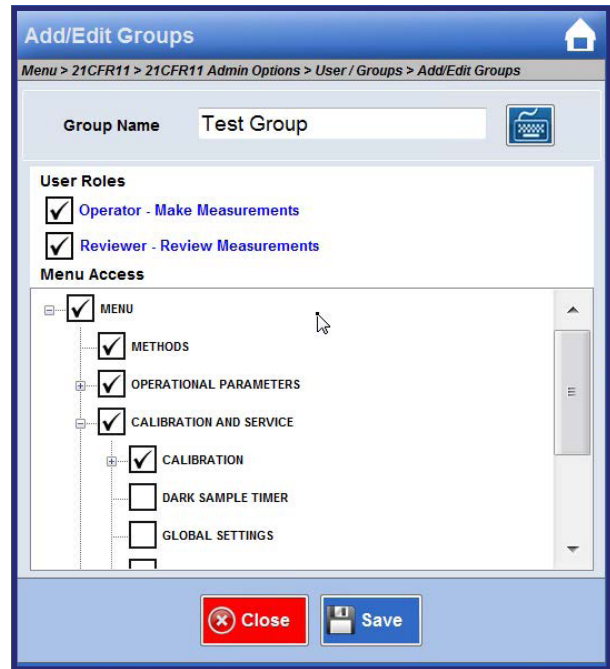 Add/Edit Groups
Menu > 21CFR11 > 21CFR11 Admin Options > User / Groups > Add/Edit Groups
Group Name Test Group
User Roles
Operator - Make Measurements
Reviewer - Review Measurements
Menu Access
MENU
METHODS
OPERATIONAL PARAMETERS
CALIBRATION AND SERVICE
CALIBRATION
DARK SAMPLE TIMER
GLOBAL SETTINGS
Close Save